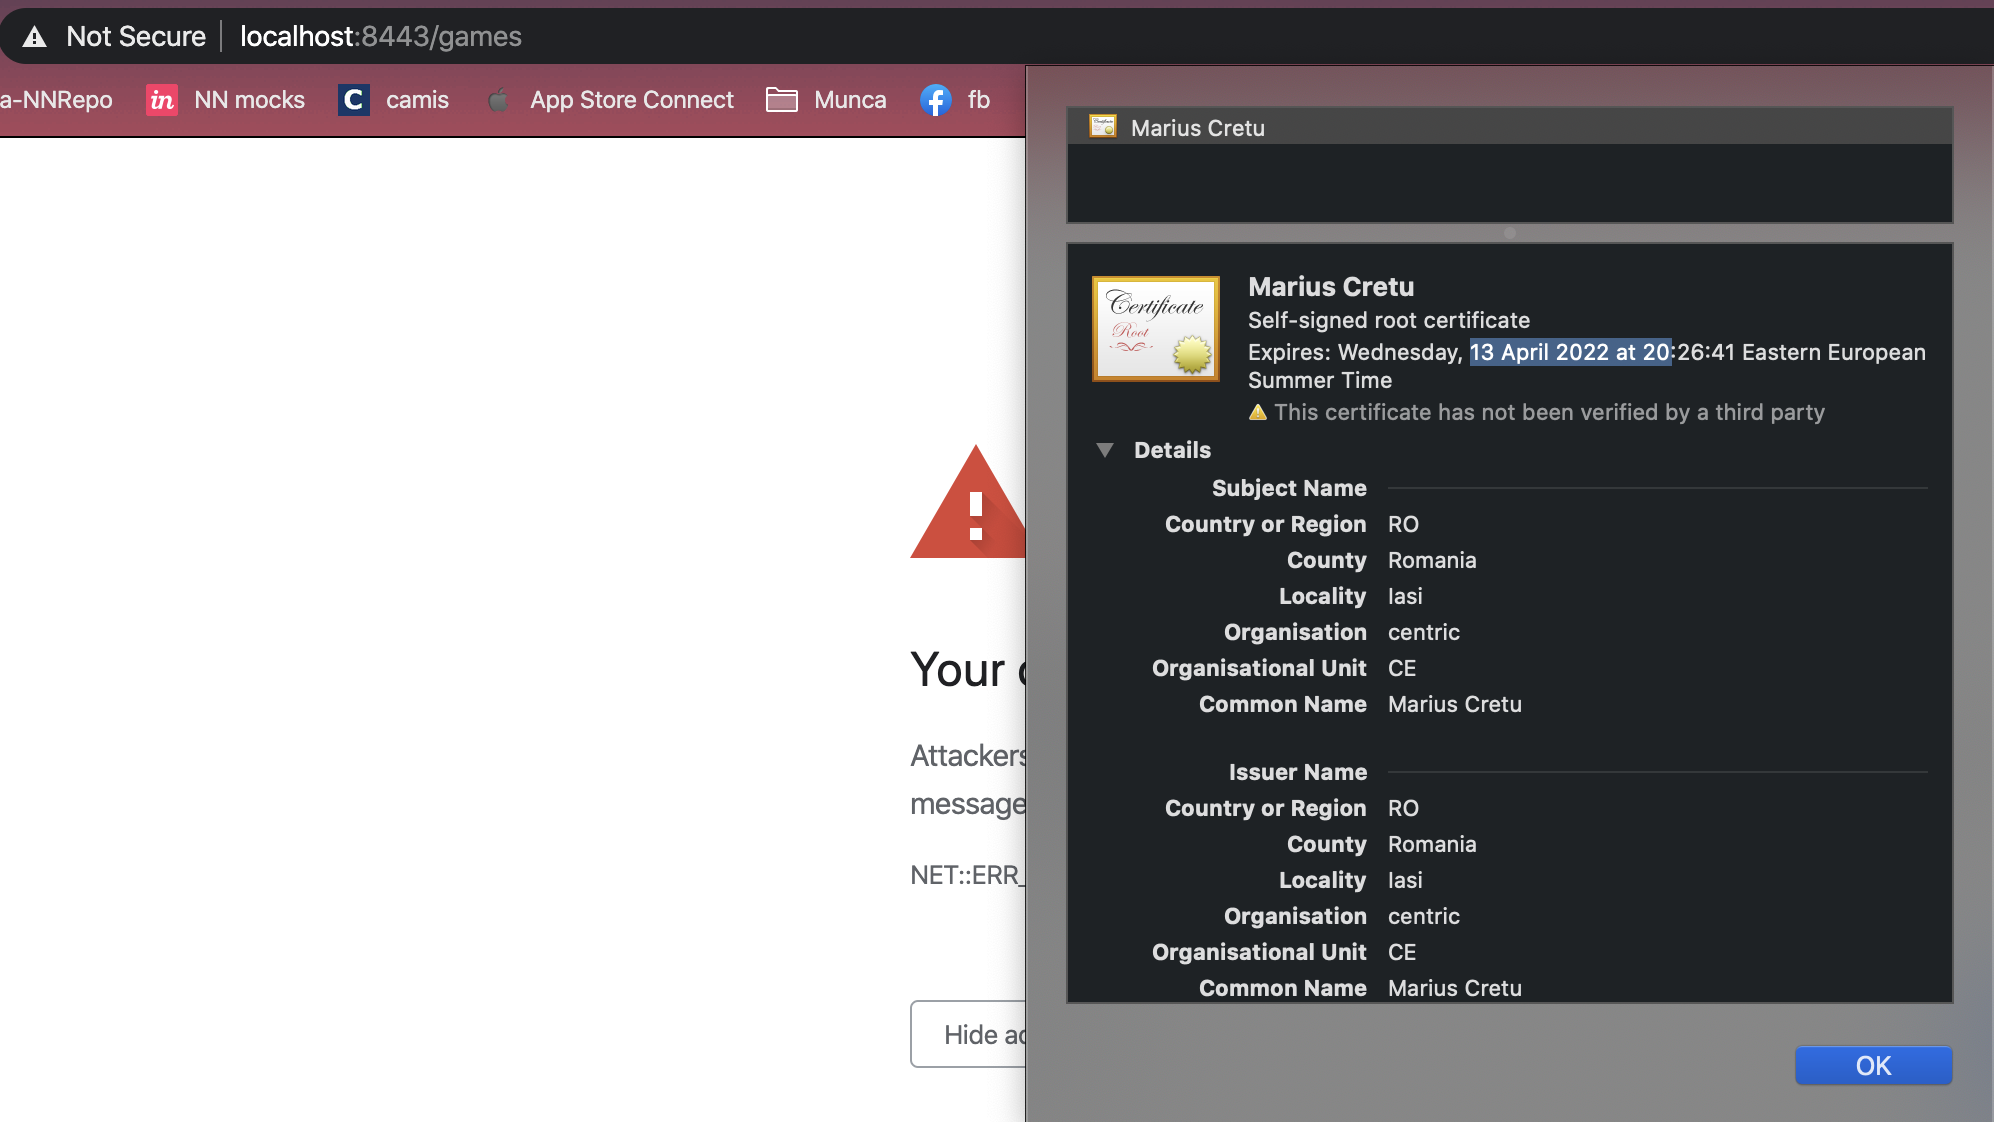 Not Secure localhost:8443/games
a-NNRepo in NN mocks C camis App Store Connect Munca f fb
Marius Cretu
Certificate
Root
Marius Cretu
Self-signed root certificate
Expires: Wednesday, 13 April 2022 at 20:26:41 Eastern European
Summer Time
This certificate has not been verified by a third party
Details
Subject Name
Country or Region RO
County Romania
Locality Iasi
Organisation centric
Organisational Unit CE
Common Name Marius Cretu
Issuer Name
Country or Region RO
County Romania
Locality Iasi
Organisation centric
Organisational Unit CE
Common Name Marius Cretu
OK
!
Your
Attackers
message
NET::ERR_
Hide